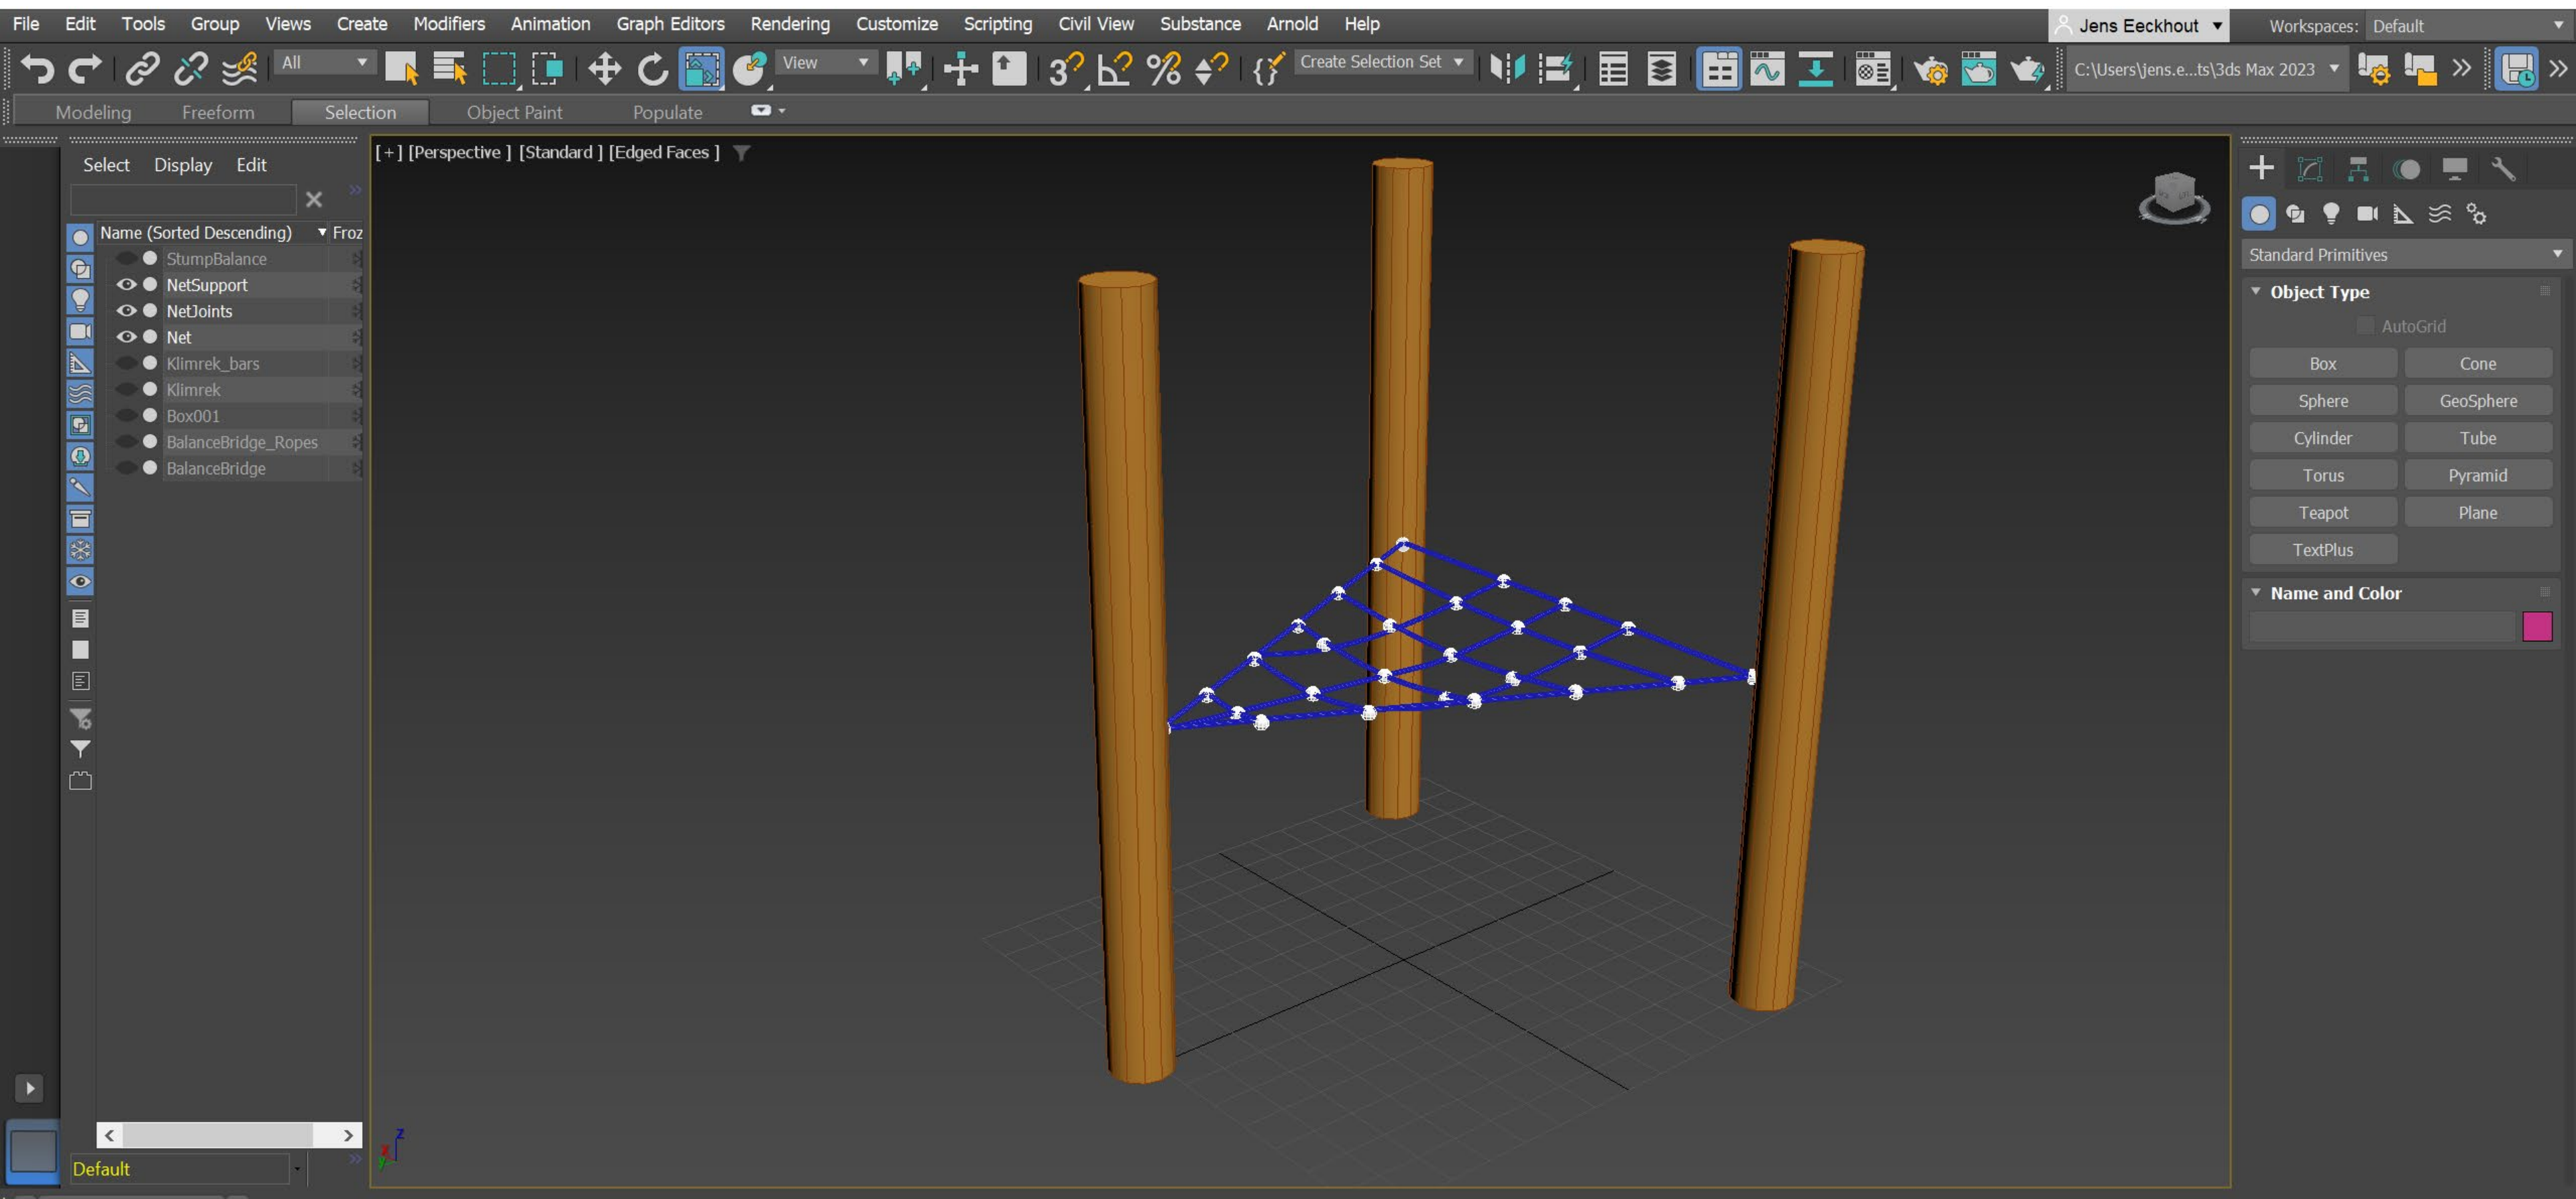 File Edit Tools Group Views Create Modifiers Animation Graph Editors Rendering Customize Scripting Civil View Substance Arnold Help Jens Eeckhout Workspaces: Default
All View Create Selection Set C:\Users\jens.e...ts\3ds Max 2023
Modeling Freeform Selection Object Paint Populate
Select Display Edit
Name (Sorted Descending) Froz
StumpBalance
NetSupport
NetJoints
Net
Klimrek_bars
Klimrek
Box001
BalanceBridge_Ropes
BalanceBridge
Default
[+] [Perspective ] [Standard ] [Edged Faces ]
z
x
y
Standard Primitives
Object Type
AutoGrid
Box Cone
Sphere GeoSphere
Cylinder Tube
Torus Pyramid
Teapot Plane
TextPlus
Name and Color